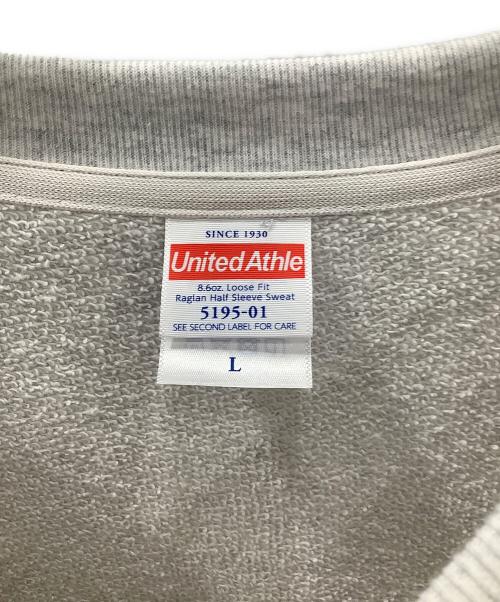 SINCE 1930
United Athle
8.6oz. Loose Fit
Raglan Half Sleeve Sweat
5195-01
SEE SECOND LABEL FOR CARE
L